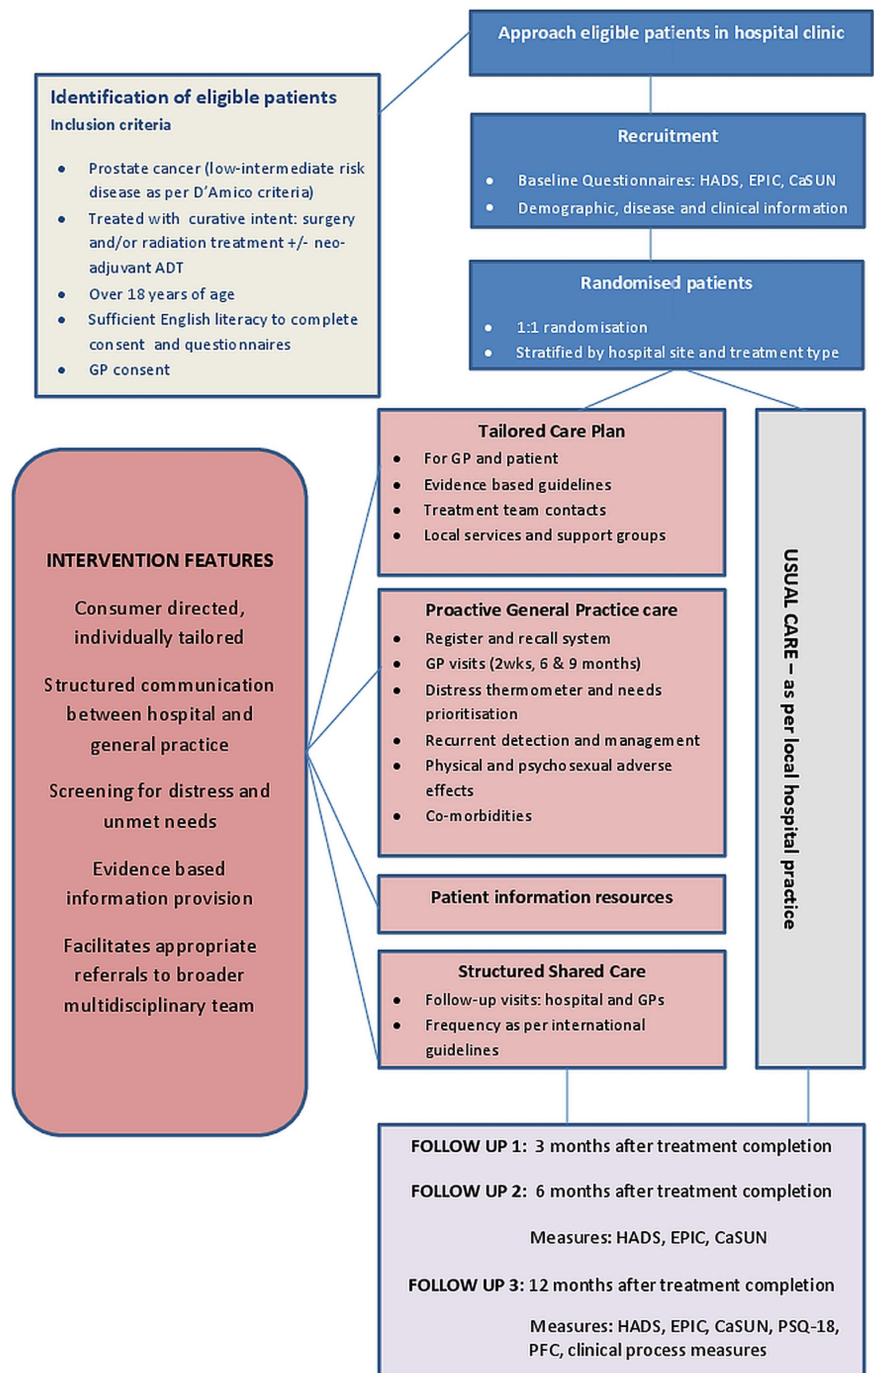 Approach eligible patients in hospital clinic
Identification of eligible patients
Inclusion criteria
• Prostate cancer (low-intermediate risk
disease as per D'Amico criteria)
• Treated with curative intent: surgery
and/or radiation treatment +/- neo-
adjuvant ADT
• Over 18 years of age
• Sufficient English literacy to complete
consent and questionnaires
• GP consent
Recruitment
• Baseline Questionnaires: HADS, EPIC, CaSUN
• Demographic, disease and clinical information
Randomised patients
• 1:1 randomisation
• Stratified by hospital site and treatment type
INTERVENTION FEATURES
Consumer directed,
individually tailored
Structured communication
between hospital and
general practice
Screening for distress and
unmet needs
Evidence based
information provision
Facilitates appropriate
referrals to broader
multidisciplinary team
Tailored Care Plan
• For GP and patient
• Evidence based guidelines
• Treatment team contacts
• Local services and support groups
Proactive General Practice care
• Register and recall system
• GP visits (2wks, 6 & 9 months)
• Distress thermometer and needs
prioritisation
• Recurrent detection and management
• Physical and psychosexual adverse
effects
• Co-morbidities
Patient information resources
Structured Shared Care
• Follow-up visits: hospital and GPs
• Frequency as per international
guidelines
USUAL CARE – as per local hospital practice
FOLLOW UP 1: 3 months after treatment completion
FOLLOW UP 2: 6 months after treatment completion
Measures: HADS, EPIC, CaSUN
FOLLOW UP 3: 12 months after treatment completion
Measures: HADS, EPIC, CaSUN, PSQ-18,
PFC, clinical process measures